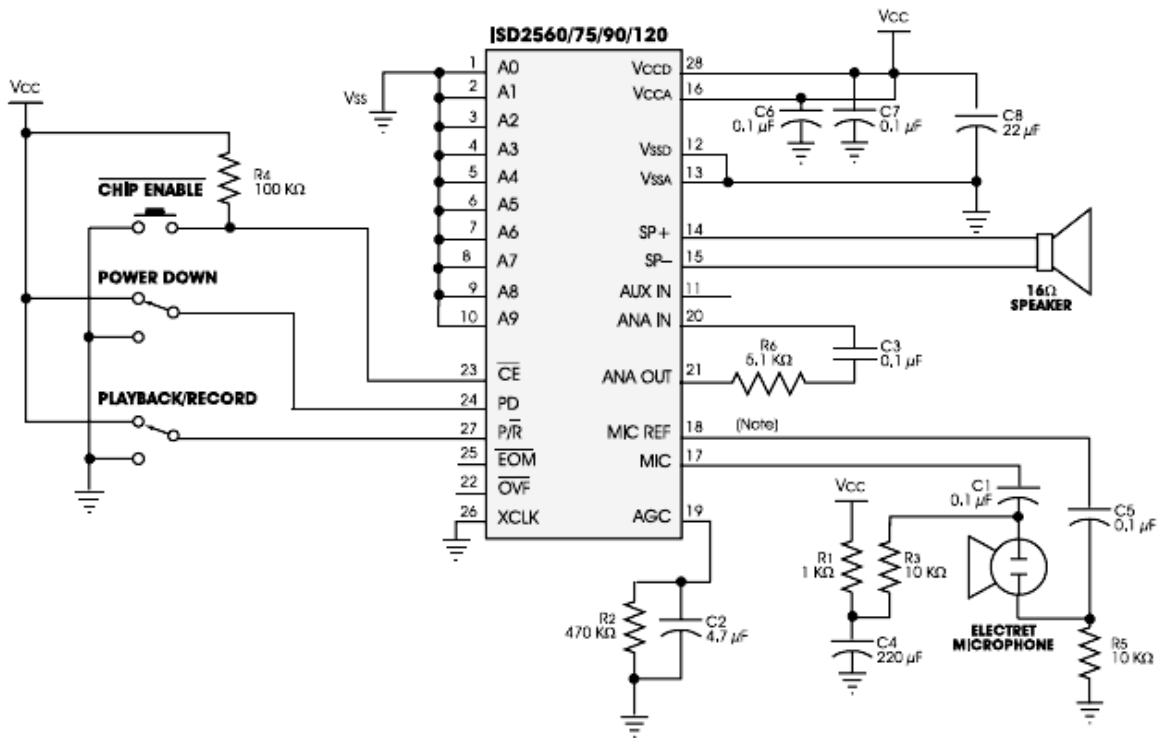 ISD2560/75/90/120
VCC
VSS
R4
100 KΩ
CHIP ENABLE
POWER DOWN
PLAYBACK/RECORD
1 A0
2 A1
3 A2
4 A3
5 A4
6 A5
7 A6
8 A7
9 A8
10 A9
23 CE
24 PD
27 P/R
25 EOM
22 OVF
26 XCLK
VCCD 28
VCCA 16
VSSD 12
VSSA 13
SP+ 14
SP– 15
AUX IN 11
ANA IN 20
ANA OUT 21
MIC REF 18 (Note)
MIC 17
AGC 19
VCC
C6
0.1 µF
C7
0.1 µF
C8
22 µF
16Ω
SPEAKER
R6
5.1 KΩ
C3
0.1 µF
C1
0.1 µF
C5
0.1 µF
VCC
R1
1 KΩ
R3
10 KΩ
C4
220 µF
ELECTRET
MICROPHONE
R5
10 KΩ
R2
470 KΩ
C2
4.7 µF